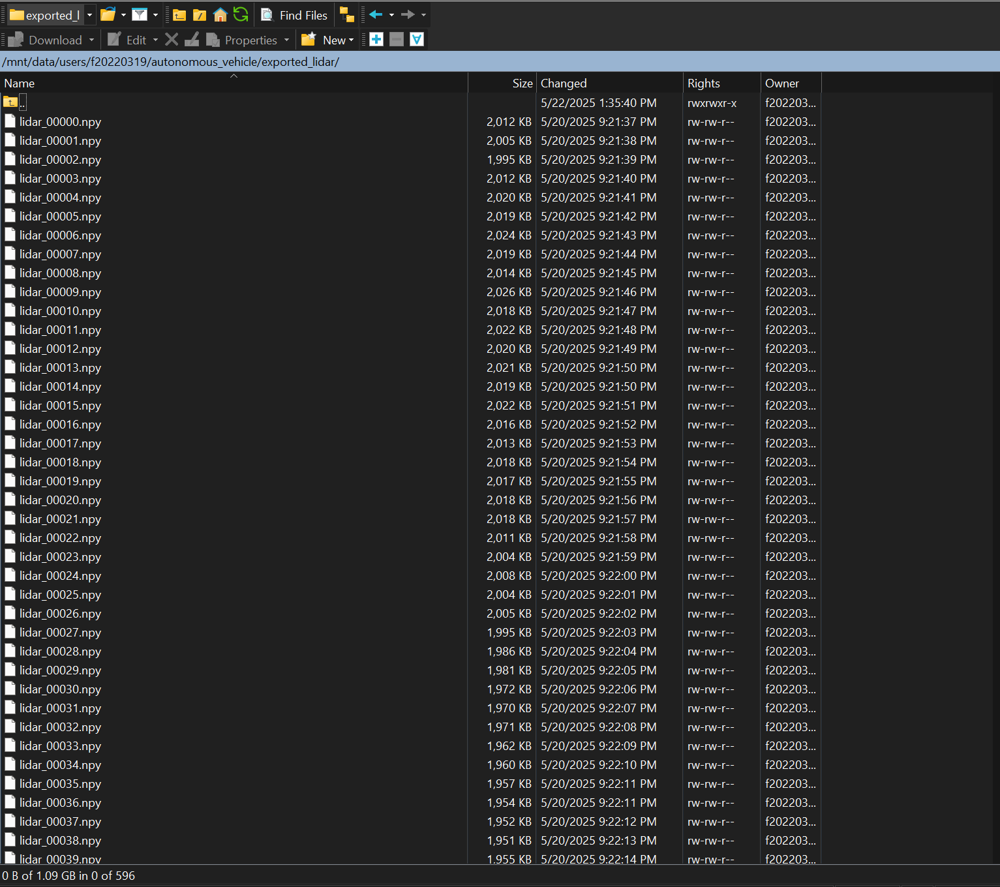 exported_l Find Files
Download Edit Properties New
/mnt/data/users/f20220319/autonomous_vehicle/exported_lidar/
Name Size Changed Rights Owner
.. 5/22/2025 1:35:40 PM rwxrwxr-x f202203...
lidar_00000.npy 2,012 KB 5/20/2025 9:21:37 PM rw-rw-r-- f202203...
lidar_00001.npy 2,005 KB 5/20/2025 9:21:38 PM rw-rw-r-- f202203...
lidar_00002.npy 1,995 KB 5/20/2025 9:21:39 PM rw-rw-r-- f202203...
lidar_00003.npy 2,012 KB 5/20/2025 9:21:40 PM rw-rw-r-- f202203...
lidar_00004.npy 2,020 KB 5/20/2025 9:21:41 PM rw-rw-r-- f202203...
lidar_00005.npy 2,019 KB 5/20/2025 9:21:42 PM rw-rw-r-- f202203...
lidar_00006.npy 2,024 KB 5/20/2025 9:21:43 PM rw-rw-r-- f202203...
lidar_00007.npy 2,019 KB 5/20/2025 9:21:44 PM rw-rw-r-- f202203...
lidar_00008.npy 2,014 KB 5/20/2025 9:21:45 PM rw-rw-r-- f202203...
lidar_00009.npy 2,026 KB 5/20/2025 9:21:46 PM rw-rw-r-- f202203...
lidar_00010.npy 2,018 KB 5/20/2025 9:21:47 PM rw-rw-r-- f202203...
lidar_00011.npy 2,022 KB 5/20/2025 9:21:48 PM rw-rw-r-- f202203...
lidar_00012.npy 2,020 KB 5/20/2025 9:21:49 PM rw-rw-r-- f202203...
lidar_00013.npy 2,021 KB 5/20/2025 9:21:50 PM rw-rw-r-- f202203...
lidar_00014.npy 2,019 KB 5/20/2025 9:21:50 PM rw-rw-r-- f202203...
lidar_00015.npy 2,022 KB 5/20/2025 9:21:51 PM rw-rw-r-- f202203...
lidar_00016.npy 2,016 KB 5/20/2025 9:21:52 PM rw-rw-r-- f202203...
lidar_00017.npy 2,013 KB 5/20/2025 9:21:53 PM rw-rw-r-- f202203...
lidar_00018.npy 2,018 KB 5/20/2025 9:21:54 PM rw-rw-r-- f202203...
lidar_00019.npy 2,017 KB 5/20/2025 9:21:55 PM rw-rw-r-- f202203...
lidar_00020.npy 2,018 KB 5/20/2025 9:21:56 PM rw-rw-r-- f202203...
lidar_00021.npy 2,018 KB 5/20/2025 9:21:57 PM rw-rw-r-- f202203...
lidar_00022.npy 2,011 KB 5/20/2025 9:21:58 PM rw-rw-r-- f202203...
lidar_00023.npy 2,004 KB 5/20/2025 9:21:59 PM rw-rw-r-- f202203...
lidar_00024.npy 2,008 KB 5/20/2025 9:22:00 PM rw-rw-r-- f202203...
lidar_00025.npy 2,004 KB 5/20/2025 9:22:01 PM rw-rw-r-- f202203...
lidar_00026.npy 2,005 KB 5/20/2025 9:22:02 PM rw-rw-r-- f202203...
lidar_00027.npy 1,995 KB 5/20/2025 9:22:03 PM rw-rw-r-- f202203...
lidar_00028.npy 1,986 KB 5/20/2025 9:22:04 PM rw-rw-r-- f202203...
lidar_00029.npy 1,981 KB 5/20/2025 9:22:05 PM rw-rw-r-- f202203...
lidar_00030.npy 1,972 KB 5/20/2025 9:22:06 PM rw-rw-r-- f202203...
lidar_00031.npy 1,970 KB 5/20/2025 9:22:07 PM rw-rw-r-- f202203...
lidar_00032.npy 1,971 KB 5/20/2025 9:22:08 PM rw-rw-r-- f202203...
lidar_00033.npy 1,962 KB 5/20/2025 9:22:09 PM rw-rw-r-- f202203...
lidar_00034.npy 1,960 KB 5/20/2025 9:22:10 PM rw-rw-r-- f202203...
lidar_00035.npy 1,957 KB 5/20/2025 9:22:11 PM rw-rw-r-- f202203...
lidar_00036.npy 1,954 KB 5/20/2025 9:22:11 PM rw-rw-r-- f202203...
lidar_00037.npy 1,952 KB 5/20/2025 9:22:12 PM rw-rw-r-- f202203...
lidar_00038.npy 1,951 KB 5/20/2025 9:22:13 PM rw-rw-r-- f202203...
lidar_00039.npy 1,955 KB 5/20/2025 9:22:14 PM rw-rw-r-- f202203...
0 B of 1.09 GB in 0 of 596